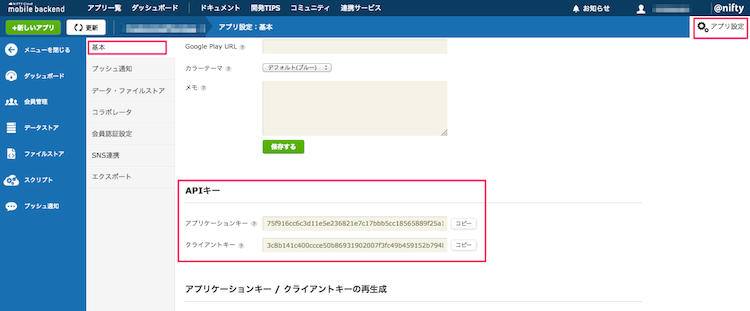 NIFTY Cloud
mobile backend
アプリ一覧 ダッシュボード ドキュメント 開発TIPS コミュニティ 連携サービス
お知らせ
@nifty
+新しいアプリ
更新
アプリ設定：基本
アプリ設定
メニューを閉じる
ダッシュボード
会員管理
データストア
ファイルストア
スクリプト
プッシュ通知
基本
プッシュ通知
データ・ファイルストア
コラボレータ
会員認証設定
SNS連携
エクスポート
Google Play URL ?
カラーテーマ ?
デフォルト(ブルー)
メモ ?
保存する
APIキー
アプリケーションキー ? 75f916cc6c3d11e5e236821e7c17bbb5cc18565889f25a1 コピー
クライアントキー ? 3c8b141c400ccce50b86931902007f3fc49b459152b794l コピー
アプリケーションキー / クライアントキーの再生成